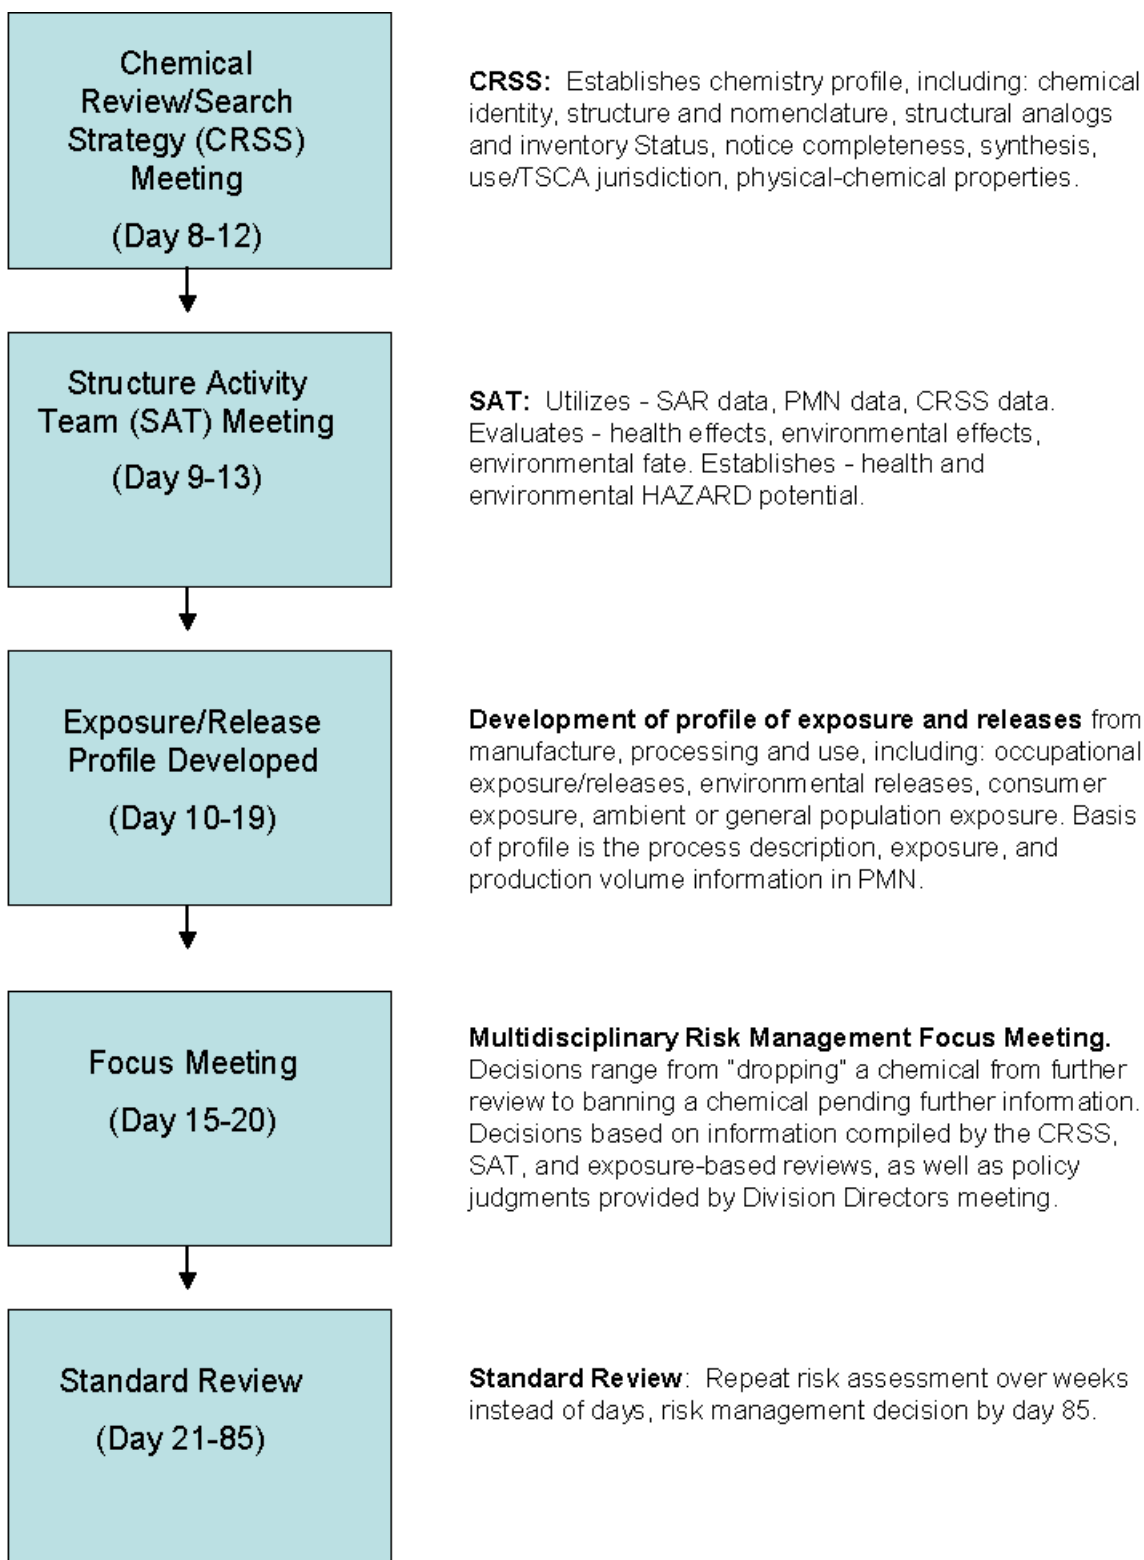 Chemical
Review/Search
Strategy (CRSS)
Meeting
(Day 8-12)
CRSS: Establishes chemistry profile, including: chemical
identity, structure and nomenclature, structural analogs
and inventory Status, notice completeness, synthesis,
use/TSCA jurisdiction, physical-chemical properties.
Structure Activity
Team (SAT) Meeting
(Day 9-13)
SAT: Utilizes - SAR data, PMN data, CRSS data.
Evaluates - health effects, environmental effects,
environmental fate. Establishes - health and
environmental HAZARD potential.
Exposure/Release
Profile Developed
(Day 10-19)
Development of profile of exposure and releases from
manufacture, processing and use, including: occupational
exposure/releases, environmental releases, consumer
exposure, ambient or general population exposure. Basis
of profile is the process description, exposure, and
production volume information in PMN.
Focus Meeting
(Day 15-20)
Multidisciplinary Risk Management Focus Meeting.
Decisions range from "dropping" a chemical from further
review to banning a chemical pending further information.
Decisions based on information compiled by the CRSS,
SAT, and exposure-based reviews, as well as policy
judgments provided by Division Directors meeting.
Standard Review
(Day 21-85)
Standard Review: Repeat risk assessment over weeks
instead of days, risk management decision by day 85.